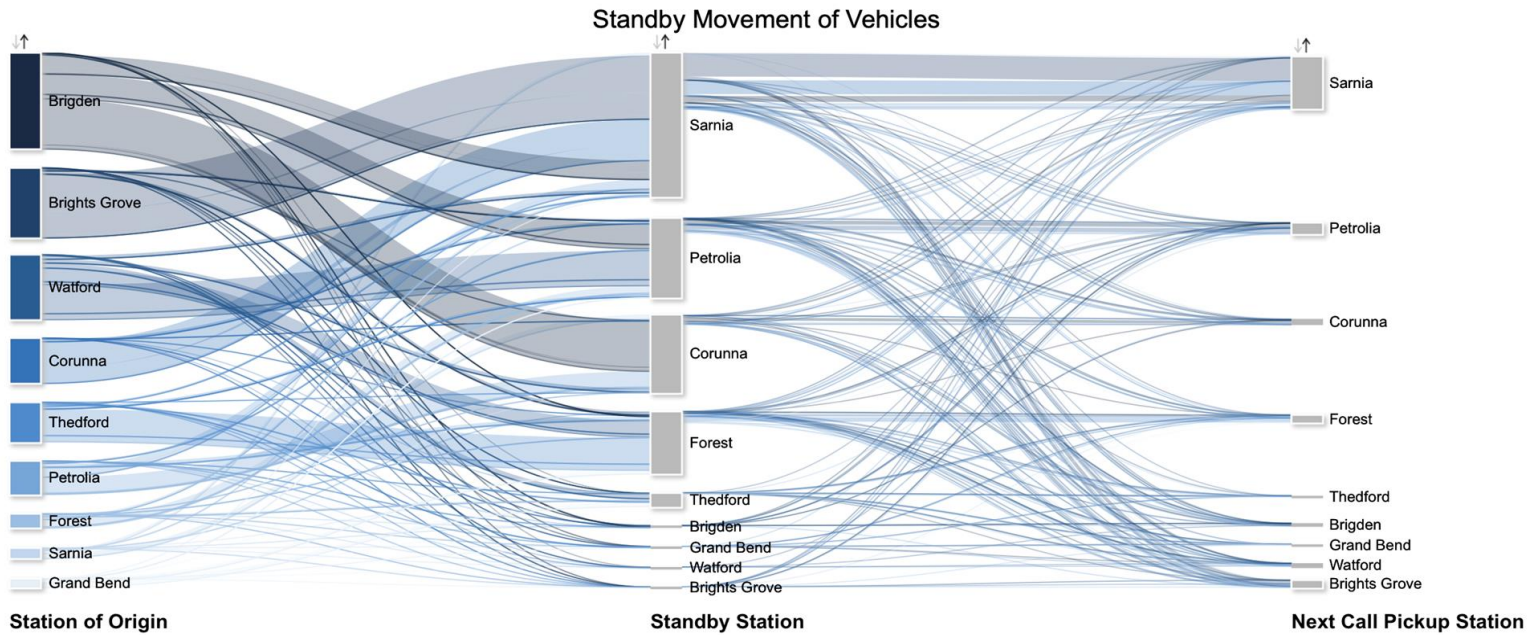 Standby Movement of Vehicles
Brigden
Brights Grove
Watford
Corunna
Thedford
Petrolia
Forest
Sarnia
Grand Bend
Station of Origin
Sarnia
Petrolia
Corunna
Forest
Thedford
Brigden
Grand Bend
Watford
Brights Grove
Standby Station
Sarnia
Petrolia
Corunna
Forest
Thedford
Brigden
Grand Bend
Watford
Brights Grove
Next Call Pickup Station